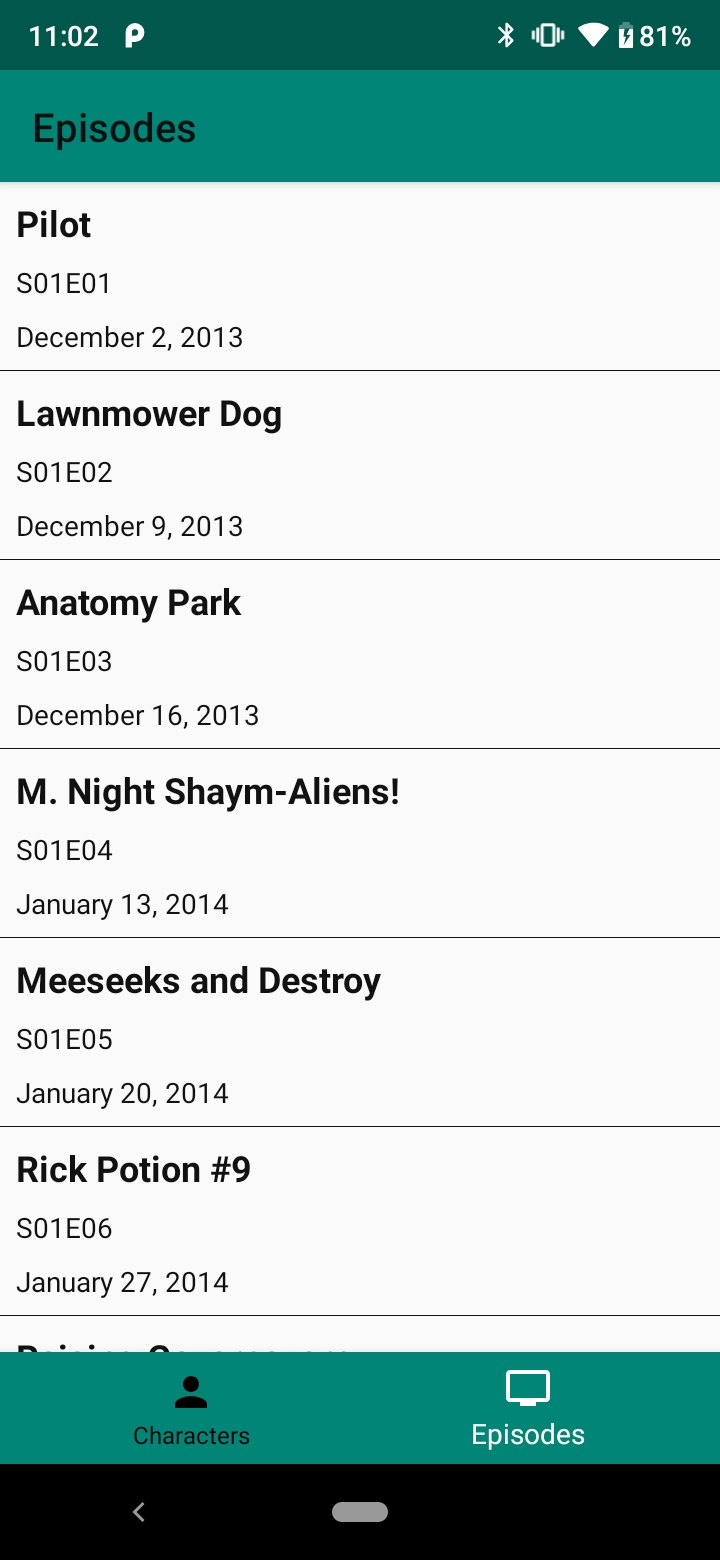 11:02 81%
Episodes
Pilot
S01E01
December 2, 2013
Lawnmower Dog
S01E02
December 9, 2013
Anatomy Park
S01E03
December 16, 2013
M. Night Shaym-Aliens!
S01E04
January 13, 2014
Meeseeks and Destroy
S01E05
January 20, 2014
Rick Potion #9
S01E06
January 27, 2014
Characters
Episodes